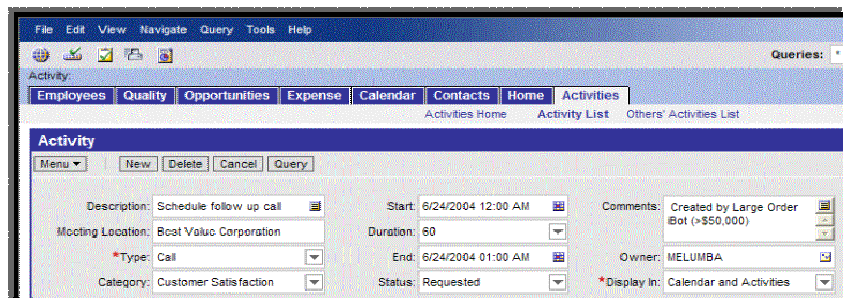 File Edit View Navigate Query Tools Help
Queries: *
Activity:
Employees Quality Opportunities Expense Calendar Contacts Home Activities
Activities Home Activity List Others' Activities List
Activity
Menu New Delete Cancel Query
Description: Schedule follow up call Start: 6/24/2004 12:00 AM Comments: Created by Large Order
iBot (>$50,000)
Meeting Location: Best Value Corporation Duration: 60
*Type: Call End: 6/24/2004 01:00 AM Owner: MELUMBA
Category: Customer Satisfaction Status: Requested *Display In: Calendar and Activities